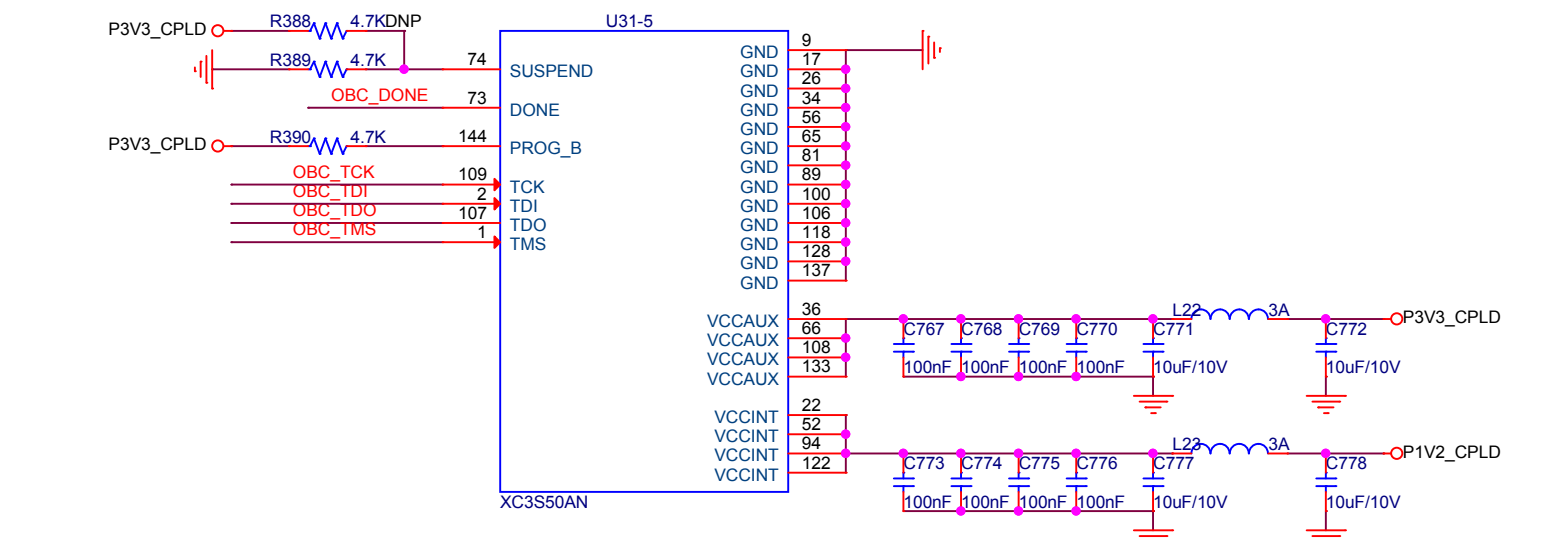 P3V3_CPLD R388 4.7K DNP
R389 4.7K
OBC_DONE
P3V3_CPLD R390 4.7K
OBC_TCK
OBC_TDI
OBC_TDO
OBC_TMS
U31-5
74 SUSPEND
73 DONE
144 PROG_B
109 TCK
2 TDI
107 TDO
1 TMS
GND 9
GND 17
GND 26
GND 34
GND 56
GND 65
GND 81
GND 89
GND 100
GND 106
GND 118
GND 128
GND 137
VCCAUX 36
VCCAUX 66
VCCAUX 108
VCCAUX 133
VCCINT 22
VCCINT 52
VCCINT 94
VCCINT 122
XC3S50AN
L22 3A P3V3_CPLD
C767 C768 C769 C770 C771 C772
100nF 100nF 100nF 100nF 10uF/10V 10uF/10V
L23 3A P1V2_CPLD
C773 C774 C775 C776 C777 C778
100nF 100nF 100nF 100nF 10uF/10V 10uF/10V